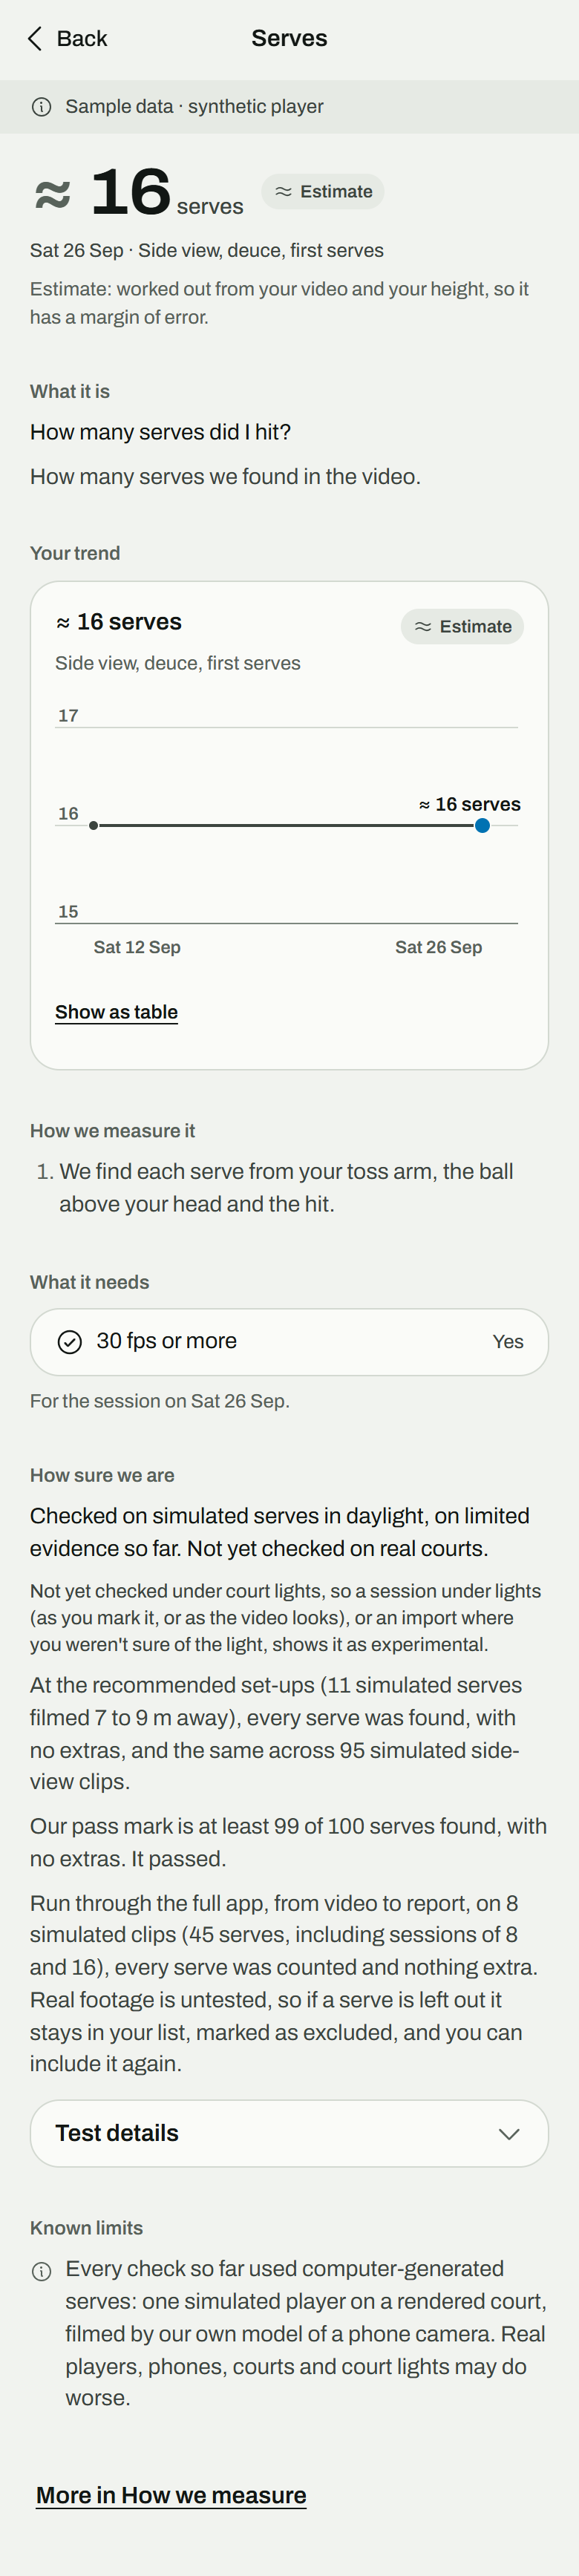 Back
Serves
Sample data · synthetic player
≈ 16 serves
≈ Estimate
Sat 26 Sep · Side view, deuce, first serves
Estimate: worked out from your video and your height, so it
has a margin of error.
What it is
How many serves did I hit?
How many serves we found in the video.
Your trend
≈ 16 serves
≈ Estimate
Side view, deuce, first serves
17
≈ 16 serves
16
15
Sat 12 Sep
Sat 26 Sep
Show as table
How we measure it
1. We find each serve from your toss arm, the ball
above your head and the hit.
What it needs
30 fps or more
Yes
For the session on Sat 26 Sep.
How sure we are
Checked on simulated serves in daylight, on limited
evidence so far. Not yet checked on real courts.
Not yet checked under court lights, so a session under lights
(as you mark it, or as the video looks), or an import where
you weren't sure of the light, shows it as experimental.
At the recommended set-ups (11 simulated serves
filmed 7 to 9 m away), every serve was found, with
no extras, and the same across 95 simulated side-
view clips.
Our pass mark is at least 99 of 100 serves found, with
no extras. It passed.
Run through the full app, from video to report, on 8
simulated clips (45 serves, including sessions of 8
and 16), every serve was counted and nothing extra.
Real footage is untested, so if a serve is left out it
stays in your list, marked as excluded, and you can
include it again.
Test details
Known limits
Every check so far used computer-generated
serves: one simulated player on a rendered court,
filmed by our own model of a phone camera. Real
players, phones, courts and court lights may do
worse.
More in How we measure